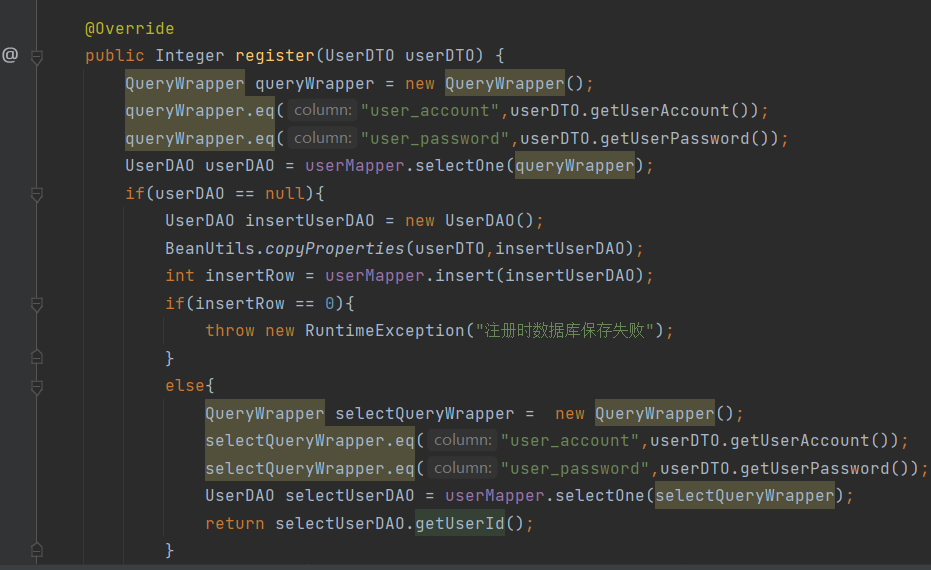 @Override
@ public Integer register(UserDTO userDTO) {
QueryWrapper queryWrapper = new QueryWrapper();
queryWrapper.eq( column: "user_account",userDTO.getUserAccount());
queryWrapper.eq( column: "user_password",userDTO.getUserPassword());
UserDAO userDAO = userMapper.selectOne(queryWrapper);
if(userDAO == null){
UserDAO insertUserDAO = new UserDAO();
BeanUtils.copyProperties(userDTO,insertUserDAO);
int insertRow = userMapper.insert(insertUserDAO);
if(insertRow == 0){
throw new RuntimeException("注册时数据库保存失败");
}
else{
QueryWrapper selectQueryWrapper =  new QueryWrapper();
selectQueryWrapper.eq( column: "user_account",userDTO.getUserAccount());
selectQueryWrapper.eq( column: "user_password",userDTO.getUserPassword());
UserDAO selectUserDAO = userMapper.selectOne(selectQueryWrapper);
return selectUserDAO.getUserId();
}